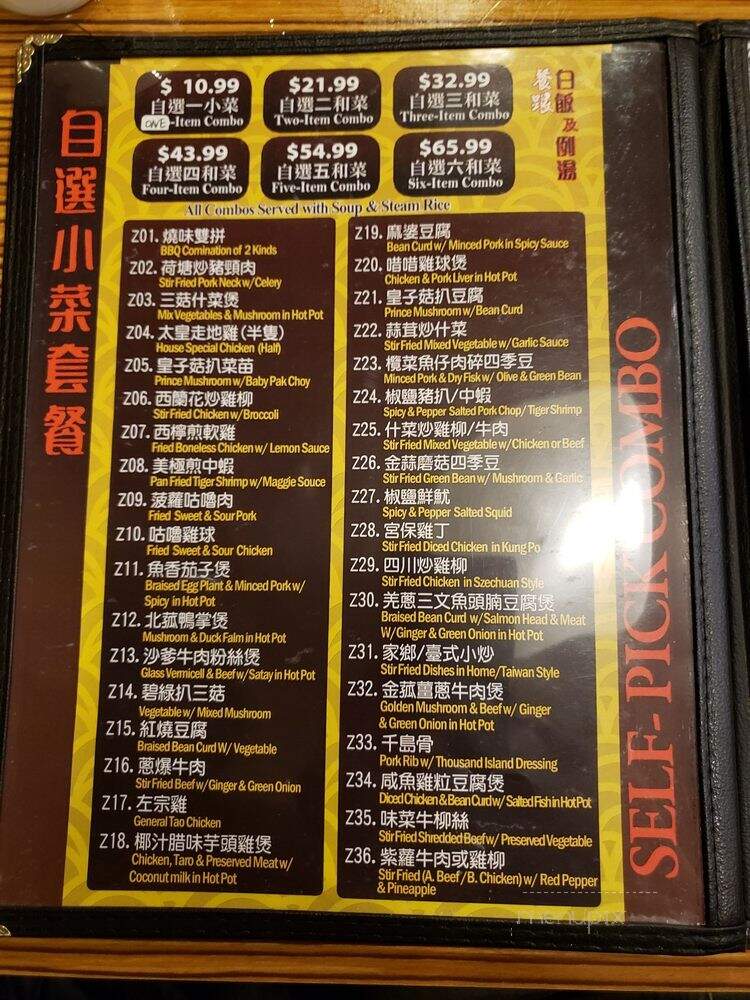 自選小菜套餐
$ 10.99
自選一小菜
ONE-Item Combo
$21.99
自選二和菜
Two-Item Combo
$32.99
自選三和菜
Three-Item Combo
$43.99
自選四和菜
Four-Item Combo
$54.99
自選五和菜
Five-Item Combo
$65.99
自選六和菜
Six-Item Combo
白飯及例湯
All Combos Served with Soup & Steam Rice
Z01. 燒味雙拼
BBQ Comination of 2 Kinds
Z02. 荷塘炒豬頸肉
Stir Fried Pork Neck w/Celery
Z03. 三菇什菜煲
Mix Vegetables & Mushroom in Hot Pot
Z04. 太皇走地雞(半隻)
House Special Chicken (Half)
Z05. 皇子菇扒菜苗
Prince Mushroom w/Baby Pak Choy
Z06. 西蘭花炒雞柳
Stir Fried Chicken w/Broccoli
Z07. 西檸煎軟雞
Fried Boneless Chicken w/ Lemon Sauce
Z08. 美極煎中蝦
Pan Fried Tiger Shrimp w/Maggie Souce
Z09. 菠蘿咕嚕肉
Fried Sweet & Sour Pork
Z10. 咕嚕雞球
Fried Sweet & Sour Chicken
Z11. 魚香茄子煲
Braised Egg Plant & Minced Pork w/
Spicy in Hot Pot
Z12. 北菰鴨掌煲
Mushroom & Duck Falm in Hot Pot
Z13. 沙爹牛肉粉絲煲
Glass Vermicell & Beef w/Satay in Hot Pot
Z14. 碧綠扒三菇
Vegetable w/ Mixed Mushroom
Z15. 紅燒豆腐
Braised Bean Curd W/ Vegetable
Z16. 蔥爆牛肉
Stir Fried Beef w/Ginger & Green Onion
Z17. 左宗雞
General Tao Chicken
Z18. 椰汁腊味芋頭雞煲
Chicken, Taro & Preserved Meat w/
Coconut milk in Hot Pot
Z19. 麻婆豆腐
Bean Curd w/ Minced Pork in Spicy Sauce
Z20. 啫啫雞球煲
Chicken & Pork Liver in Hot Pot
Z21. 皇子菇扒豆腐
Prince Mushroom w/Bean Curd
Z22. 蒜茸炒什菜
Stir Fried Mixed Vegetable w/Garlic Sauce
Z23. 欖菜魚仔肉碎四季豆
Minced Pork & Dry Fisk w/ Olive & Green Bean
Z24. 椒鹽豬扒/中蝦
Spicy & Pepper Salted Pork Chop/ Tiger Shrimp
Z25. 什菜炒雞柳/牛肉
Stir Fried Mixed Vegetable w/Chicken or Beef
Z26. 金蒜磨菇四季豆
Stir Fried Green Bean w/ Mushroom & Garlic
Z27. 椒鹽鮮魷
Spicy & Pepper Salted Squid
Z28. 宮保雞丁
Stir Fried Diced Chicken in Kung Po
Z29. 四川炒雞柳
Stir Fried Chicken in Szechuan Style
Z30. 羌蔥三文魚頭腩豆腐煲
Braised Bean Curd w/Salmon Head & Meat
W/Ginger & Green Onion in Hot Pot
Z31. 家鄉/臺式小炒
Stir Fried Dishes in Home/Taiwan Style
Z32. 金菰薑蔥牛肉煲
Golden Mushroom & Beef w/ Ginger
& Green Onion in Hot Pot
Z33. 千島骨
Pork Rib w/ Thousand Island Dressing
Z34. 咸魚雞粒豆腐煲
Diced Chicken & Bean Curd w/ Salted Fish in Hot Pot
Z35. 味菜牛柳絲
Stir Fried Shredded Beef w/ Preserved Vegetable
Z36. 紫蘿牛肉或雞柳
Stir Fried (A. Beef / B. Chicken) w/ Red Pepper
& Pineapple
SELF-PICK COMBO
menupix